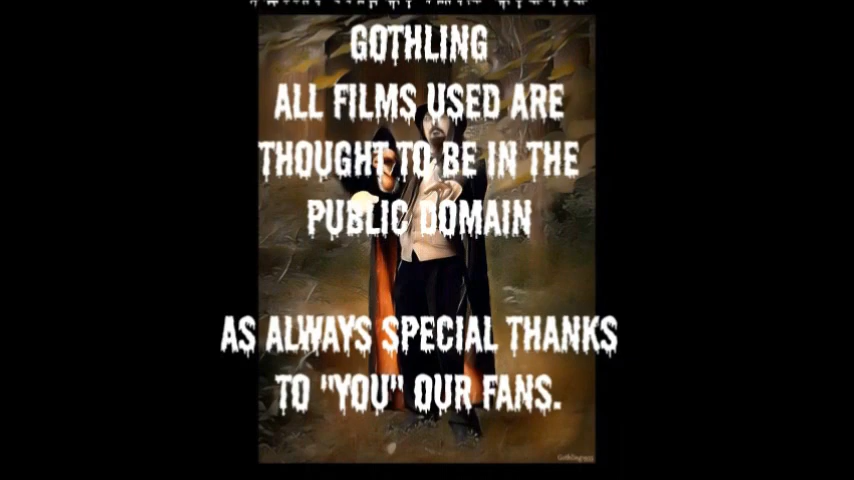 GOTHLING
ALL FILMS USED ARE
THOUGHT TO BE IN THE
PUBLIC DOMAIN
AS ALWAYS SPECIAL THANKS
TO "YOU" OUR FANS.